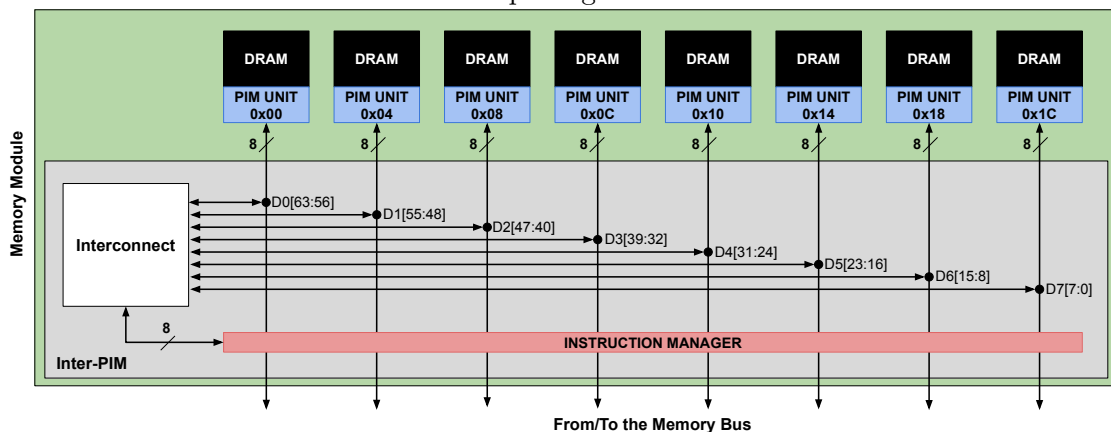 DRAM DRAM DRAM DRAM DRAM DRAM DRAM DRAM
PIM UNIT PIM UNIT PIM UNIT PIM UNIT PIM UNIT PIM UNIT PIM UNIT PIM UNIT
0x00 0x04 0x08 0x0C 0x10 0x14 0x18 0x1C
8 8 8 8 8 8 8 8
Memory Module
D0[63:56]
D1[55:48]
D2[47:40]
Interconnect
D3[39:32]
D4[31:24]
D5[23:16]
D6[15:8]
D7[7:0]
8
INSTRUCTION MANAGER
Inter-PIM
From/To the Memory Bus